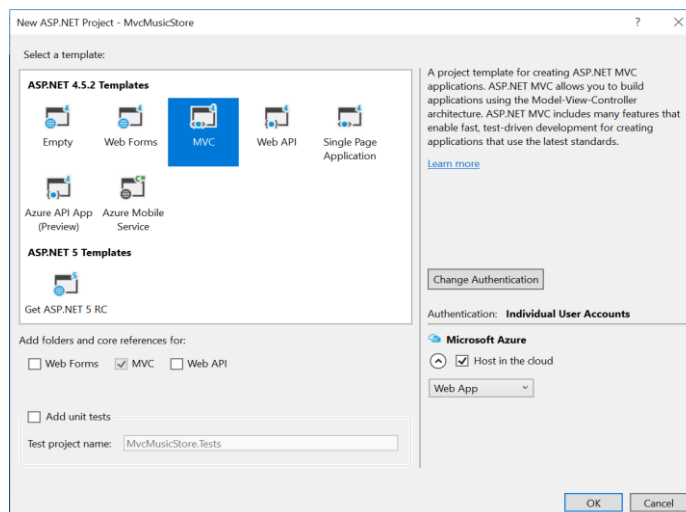 New ASP.NET Project - MvcMusicStore
?
Select a template:
ASP.NET 4.5.2 Templates
Empty
Web Forms
MVC
Web API
Single Page
Application
Azure API App
(Preview)
Azure Mobile
Service
ASP.NET 5 Templates
Get ASP.NET 5 RC
A project template for creating ASP.NET MVC
applications. ASP.NET MVC allows you to build
applications using the Model-View-Controller
architecture. ASP.NET MVC includes many features that
enable fast, test-driven development for creating
applications that use the latest standards.
Learn more
Change Authentication
Authentication: Individual User Accounts
Microsoft Azure
Host in the cloud
Web App
Add folders and core references for:
Web Forms
MVC
Web API
Add unit tests
Test project name:
MvcMusicStore.Tests
OK
Cancel